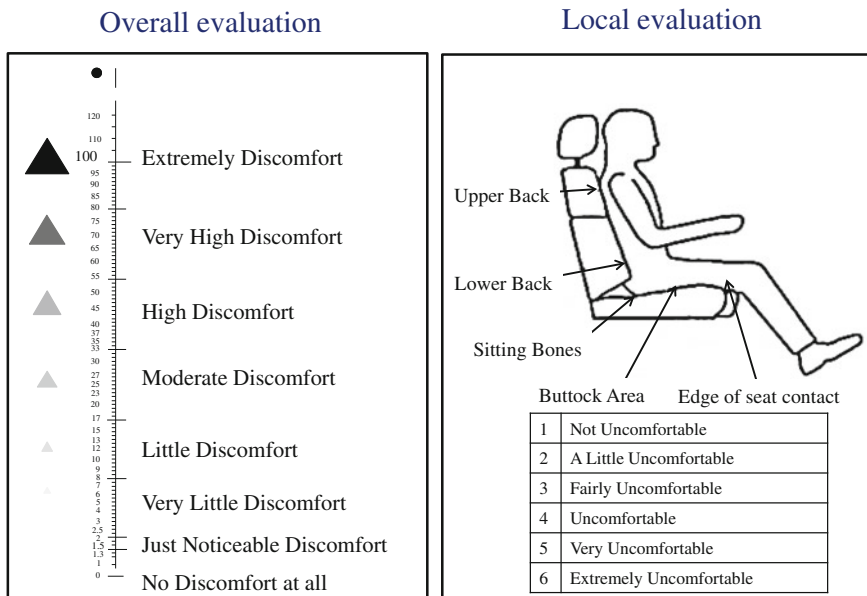 Overall evaluation
120
110
100
Extremely Discomfort
95
90
85
80
75
Very High Discomfort
70
65
60
55
50
45
High Discomfort
40
37
35
33
30
27
Moderate Discomfort
25
23
20
17
15
13
12
Little Discomfort
10
9
8
7
6
5
Very Little Discomfort
4
3
2.5
2
1.5
Just Noticeable Discomfort
1.3
1
0
No Discomfort at all
Local evaluation
Upper Back
Lower Back
Sitting Bones
Buttock Area
Edge of seat contact
1 Not Uncomfortable
2 A Little Uncomfortable
3 Fairly Uncomfortable
4 Uncomfortable
5 Very Uncomfortable
6 Extremely Uncomfortable